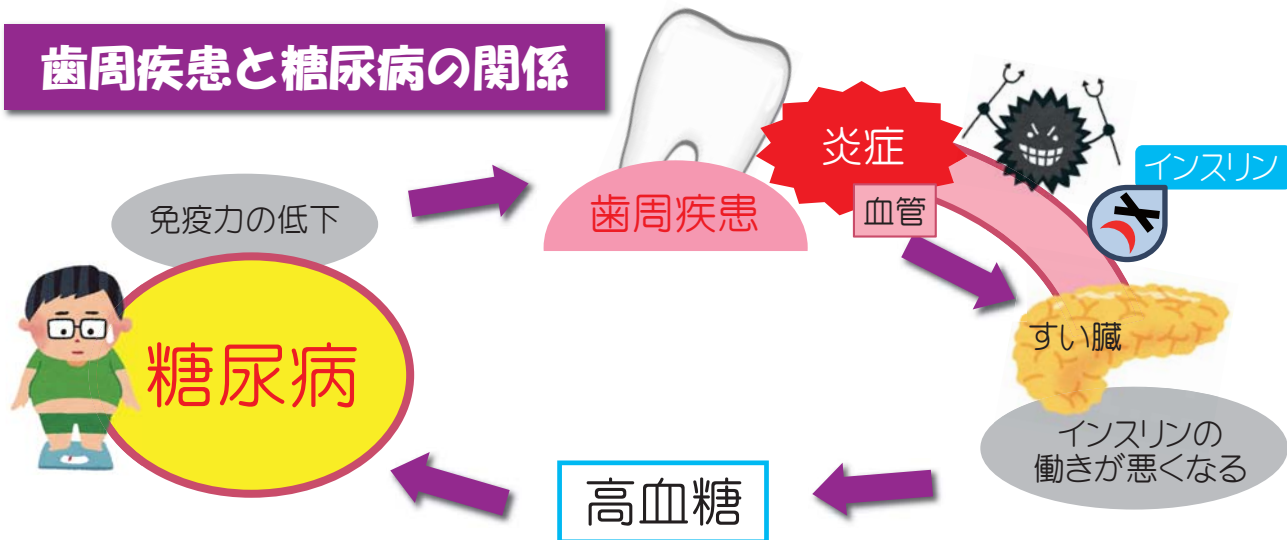 歯周疾患と糖尿病の関係
炎症
インスリン
血管
歯周疾患
免疫力の低下
すい臓
糖尿病
インスリンの
働きが悪くなる
高血糖